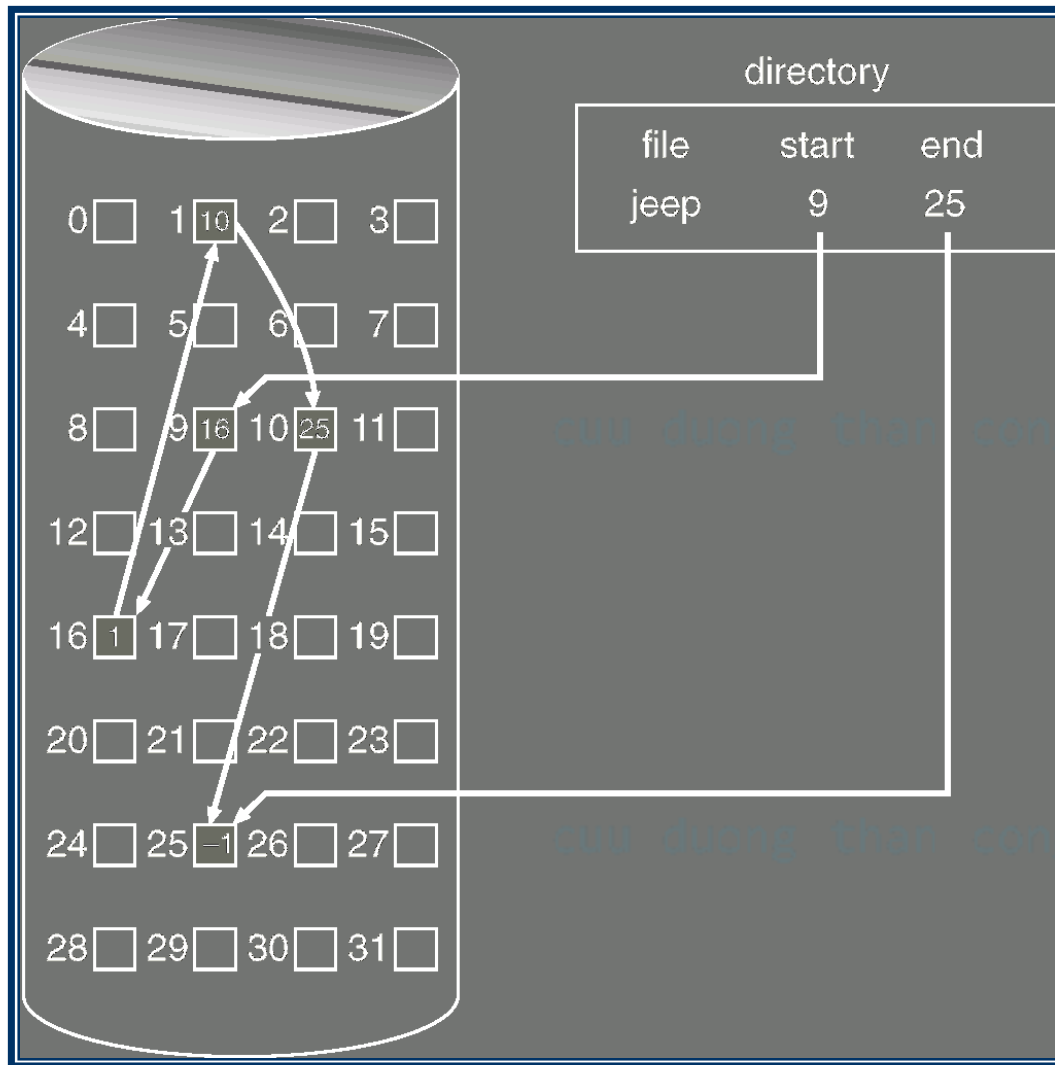 directory
file start end
jeep 9 25
0 1 10 2 3
4 5 6 7
8 9 16 10 25 11
cuu duong than con
12 13 14 15
16 1 17 18 19
20 21 22 23
24 25 –1 26 27
cuu duong than con
28 29 30 31